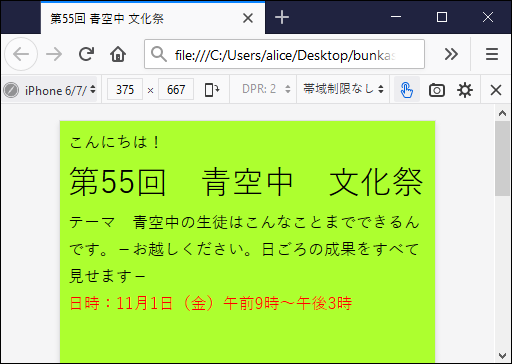 第55回 青空中 文化祭
file:///C:/Users/alice/Desktop/bunkas
iPhone 6/7/
375 × 667
DPR: 2
帯域制限なし
こんにちは！
第55回　青空中　文化祭
テーマ　青空中の生徒はこんなことまでできるん
です。－お越しください。日ごろの成果をすべて
見せます－
日時：11月1日（金）午前9時～午後3時